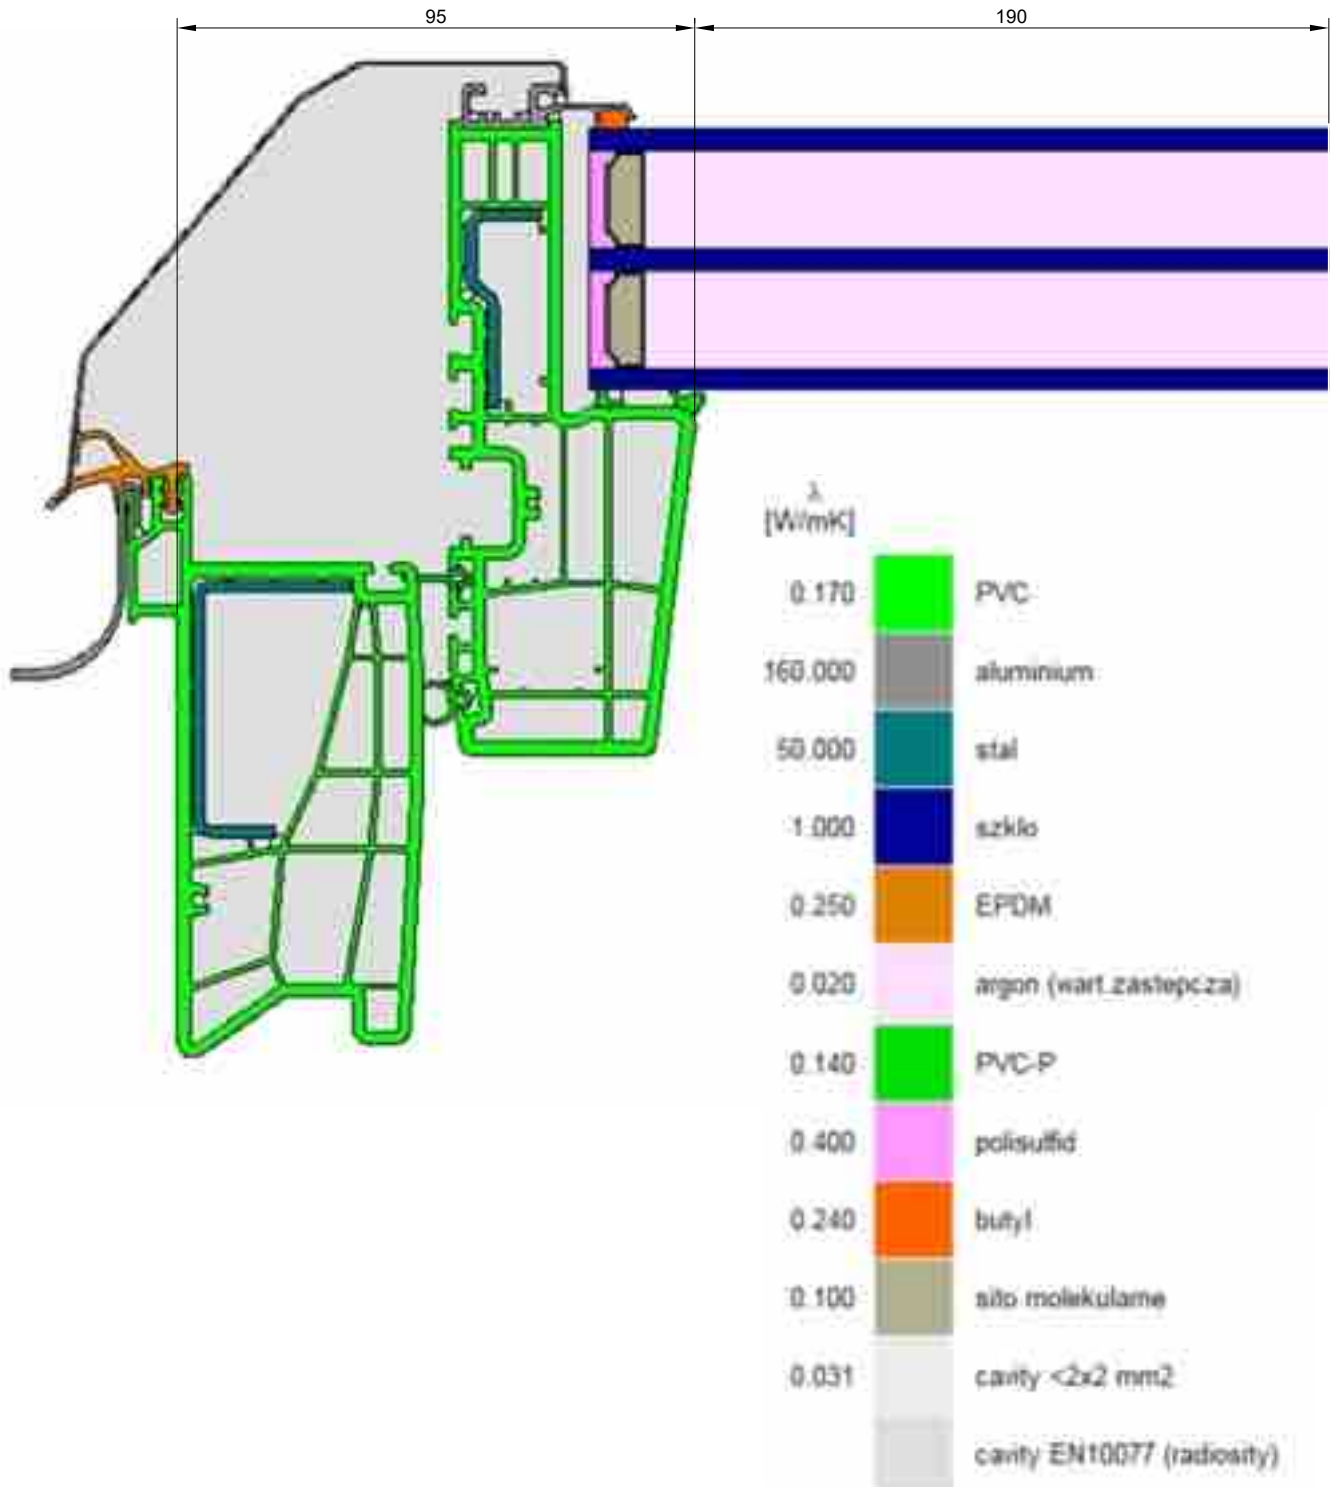 95 190
λ
[W/mK]
0.170 PVC
160.000 aluminium
50.000 stal
1.000 szkło
0.250 EPDM
0.020 argon (wart.zastepcza)
0.140 PVC-P
0.400 polisulfid
0.240 butyl
0.100 sito molekularne
0.031 cavity <2x2 mm2
cavity EN10077 (radiosity)